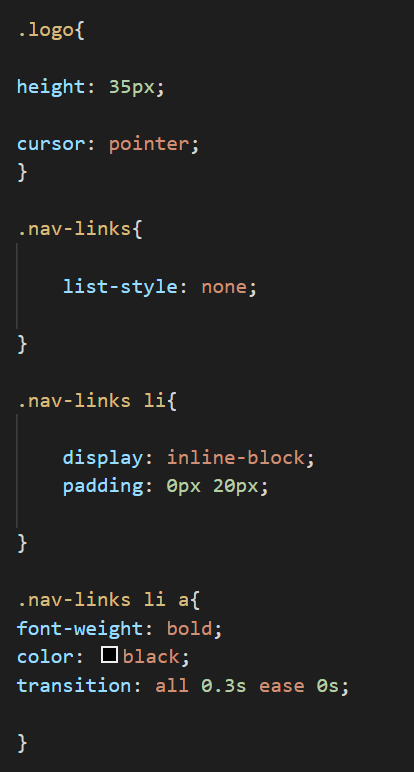 .logo{
height: 35px;
cursor: pointer;
}
.nav-links{
list-style: none;
}
.nav-links li{
display: inline-block;
padding: 0px 20px;
}
.nav-links li a{
font-weight: bold;
color: black;
transition: all 0.3s ease 0s;
}